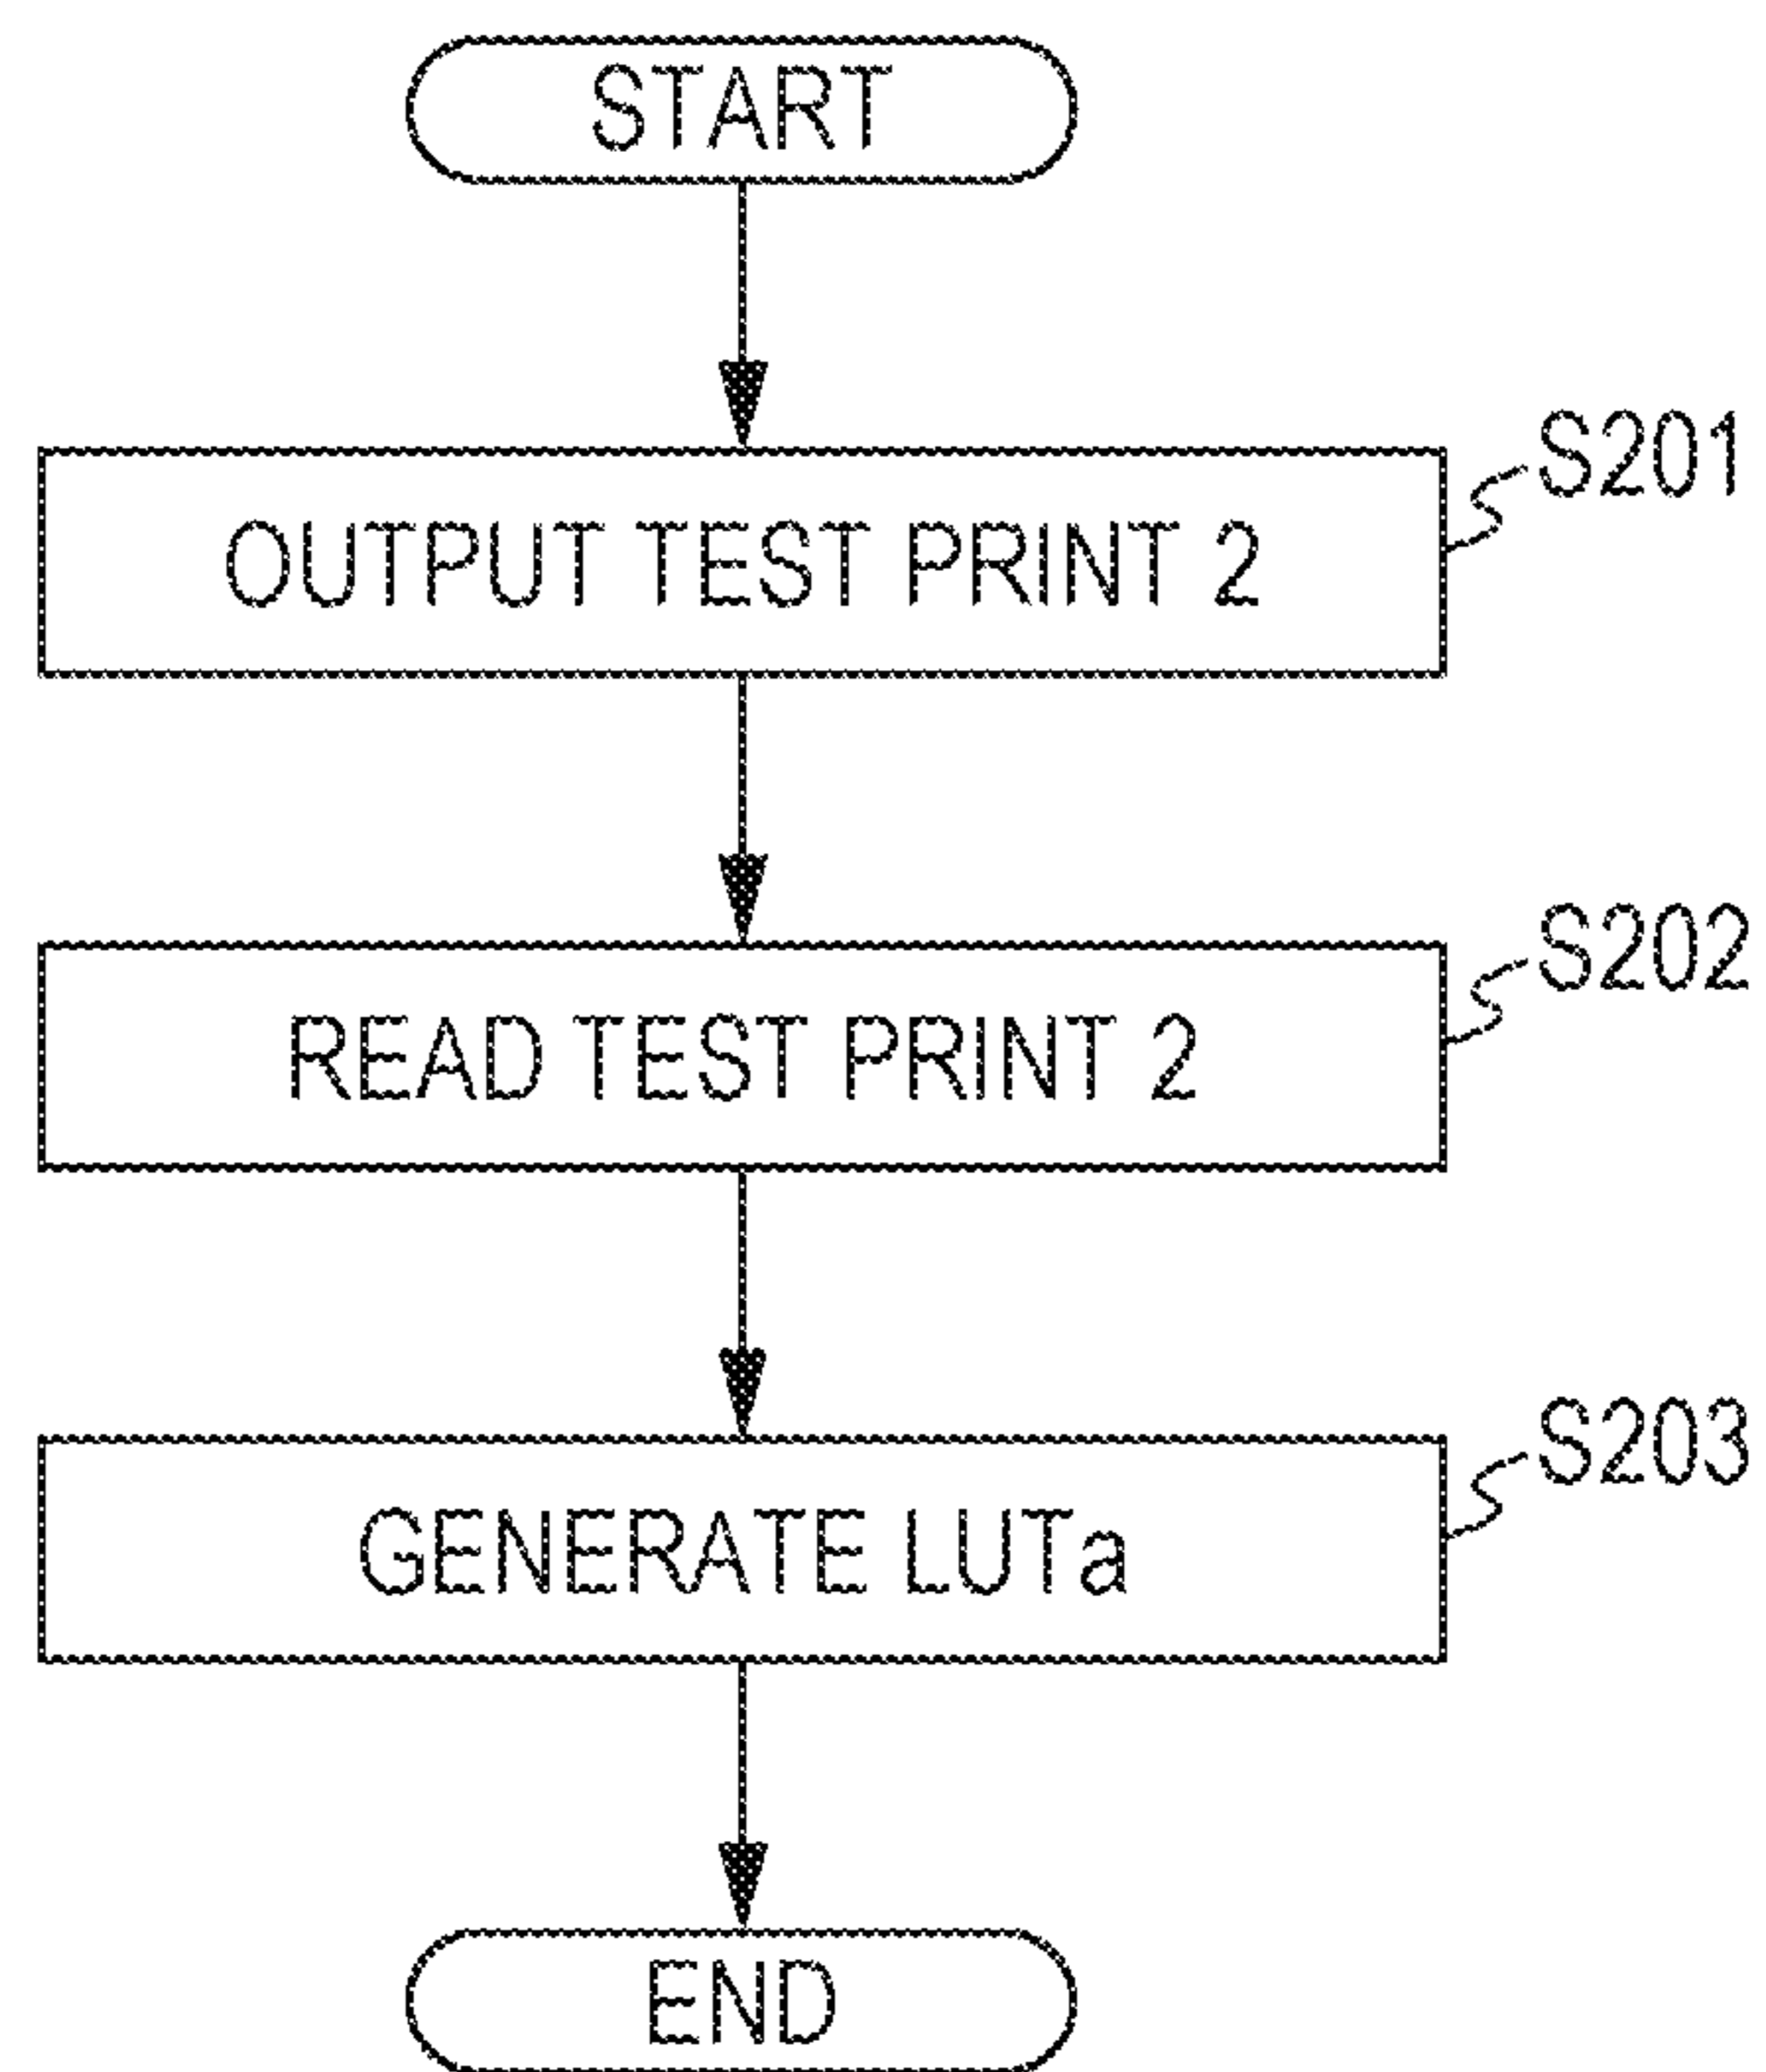 START
S201
OUTPUT TEST PRINT 2
S202
READ TEST PRINT 2
S203
GENERATE LUTa
END